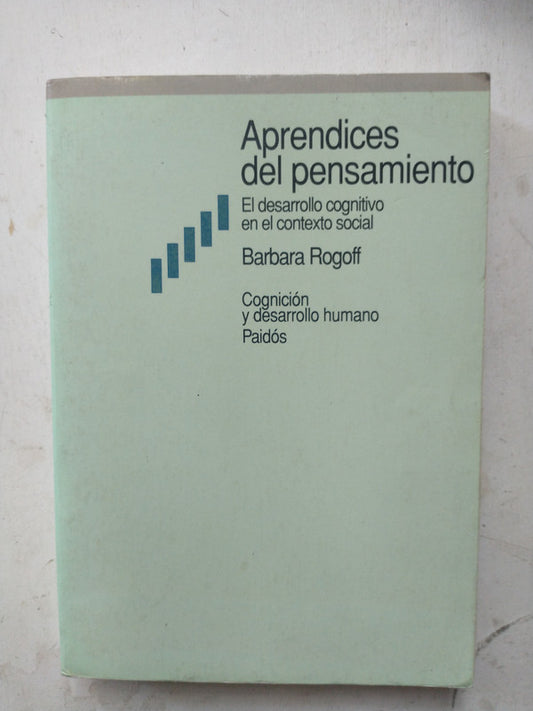 Aprendices
del pensamiento
El desarrollo cognitivo
en el contexto social
Barbara Rogoff
Cognición
y desarrollo humano
Paidós